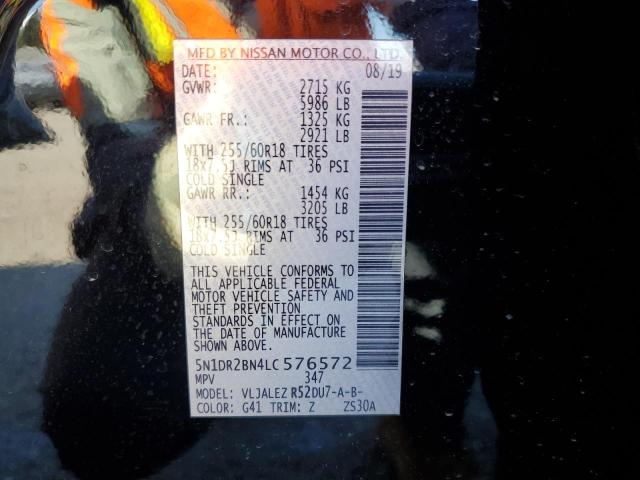 MFD BY NISSAN MOTOR CO., LTD.
DATE: 08/19
GVWR: 2715 KG
5986 LB
GAWR FR.: 1325 KG
2921 LB
WITH 255/60R18 TIRES
18x7.5J RIMS AT 36 PSI
COLD SINGLE
GAWR RR.: 1454 KG
3205 LB
WITH 255/60R18 TIRES
18x7.5J RIMS AT 36 PSI
COLD SINGLE
THIS VEHICLE CONFORMS TO
ALL APPLICABLE FEDERAL
MOTOR VEHICLE SAFETY AND
THEFT PREVENTION
STANDARDS IN EFFECT ON
THE DATE OF MANUFACTURE
SHOWN ABOVE.
5N1DR2BN4LC576572
MPV 347
MODEL: VLJALEZ R52DU7-A-B-
COLOR: G41 TRIM: Z ZS30A